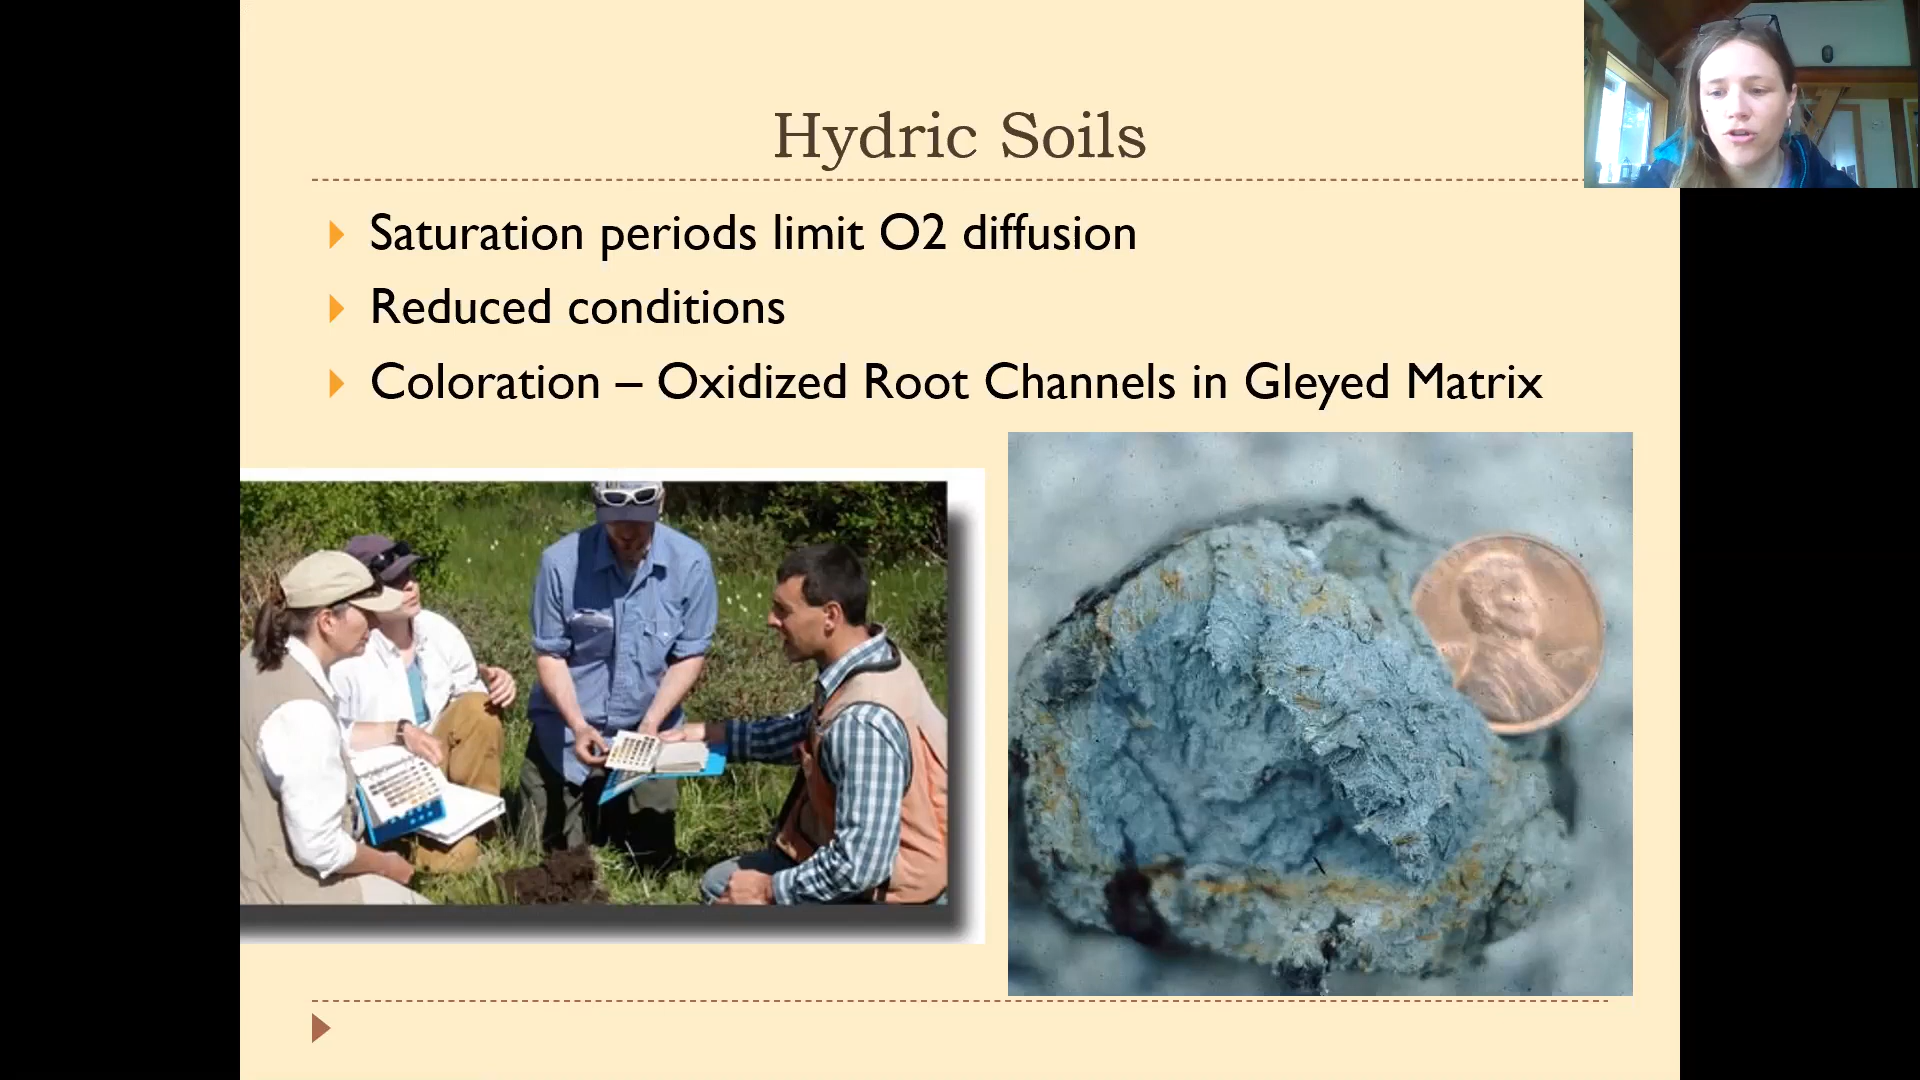 Hydric Soils
Saturation periods limit O2 diffusion
Reduced conditions
Coloration – Oxidized Root Channels in Gleyed Matrix